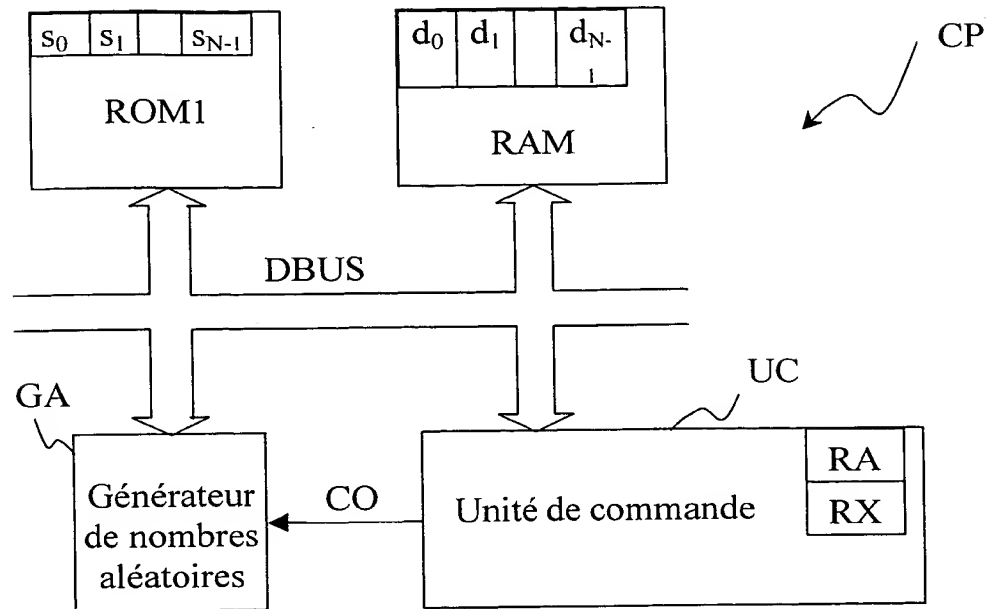 s0 s1 sN-1
ROM1
d0 d1 dN-1
RAM
CP
DBUS
GA
UC
Générateur
de nombres
aléatoires
CO
Unité de commande
RA
RX